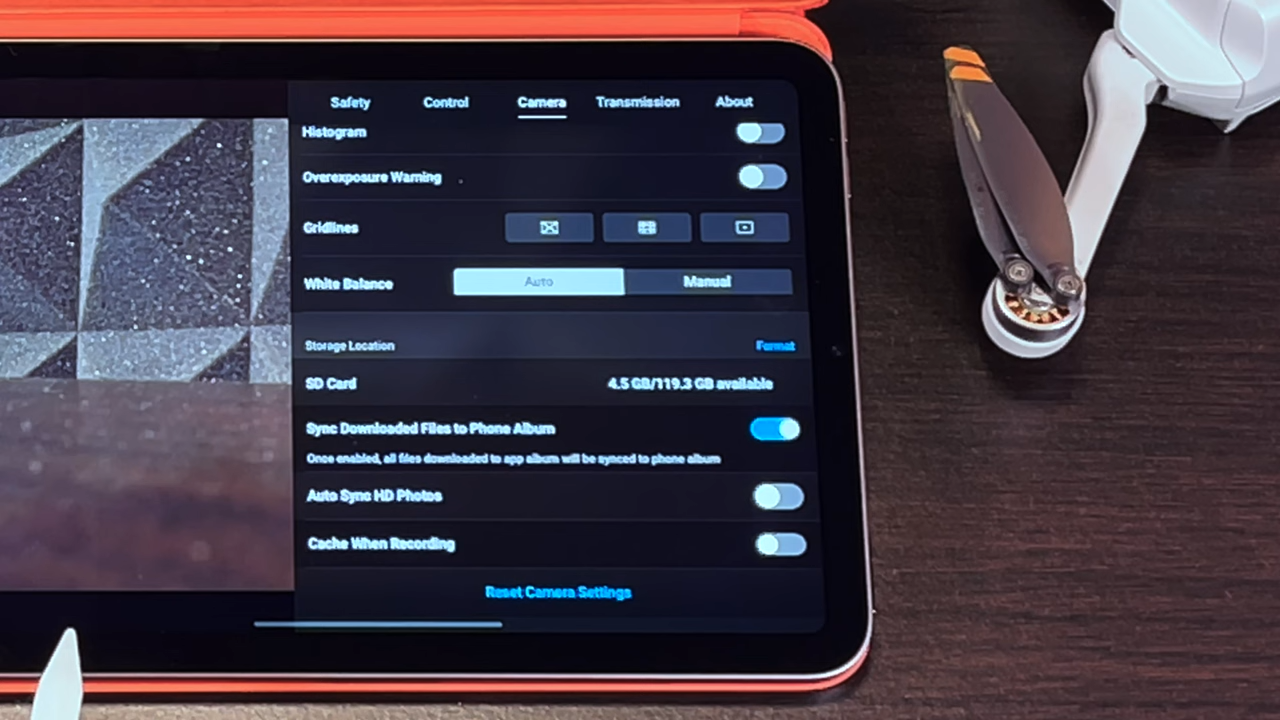 Safety Control Camera Transmission About
Histogram
Overexposure Warning
Gridlines
White Balance Auto Manual
Storage Location Format
SD Card 4.5 GB/119.3 GB available
Sync Downloaded Files to Phone Album
Once enabled, all files downloaded to app album will be synced to phone album
Auto Sync HD Photos
Cache When Recording
Reset Camera Settings